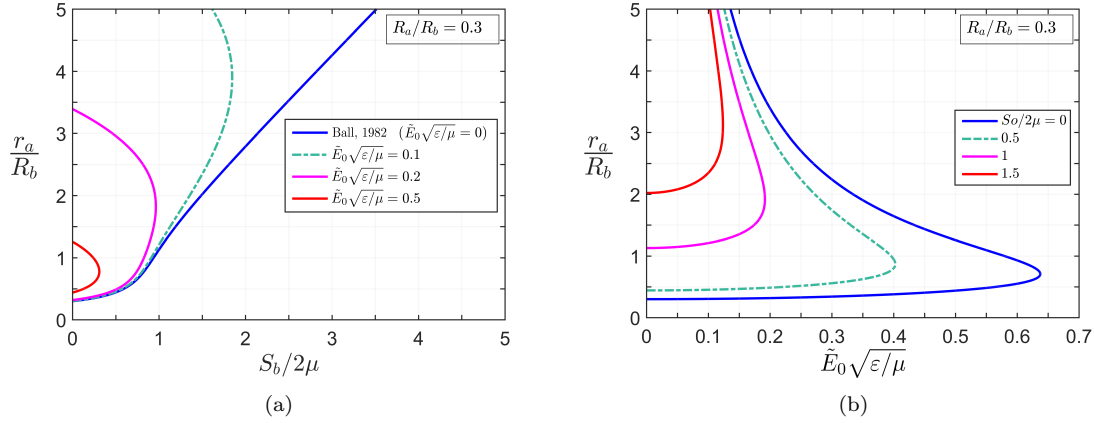 5
4
3
2
1
0
0 1 2 3 4 5
r_a/R_b
S_b/2μ
R_a/R_b = 0.3
Ball, 1982 (Ẽ_0√ε/μ = 0)
Ẽ_0√ε/μ = 0.1
Ẽ_0√ε/μ = 0.2
Ẽ_0√ε/μ = 0.5
(a)
5
4
3
2
1
0
0 0.1 0.2 0.3 0.4 0.5 0.6 0.7
r_a/R_b
Ẽ_0√ε/μ
R_a/R_b = 0.3
So/2μ = 0
0.5
1
1.5
(b)